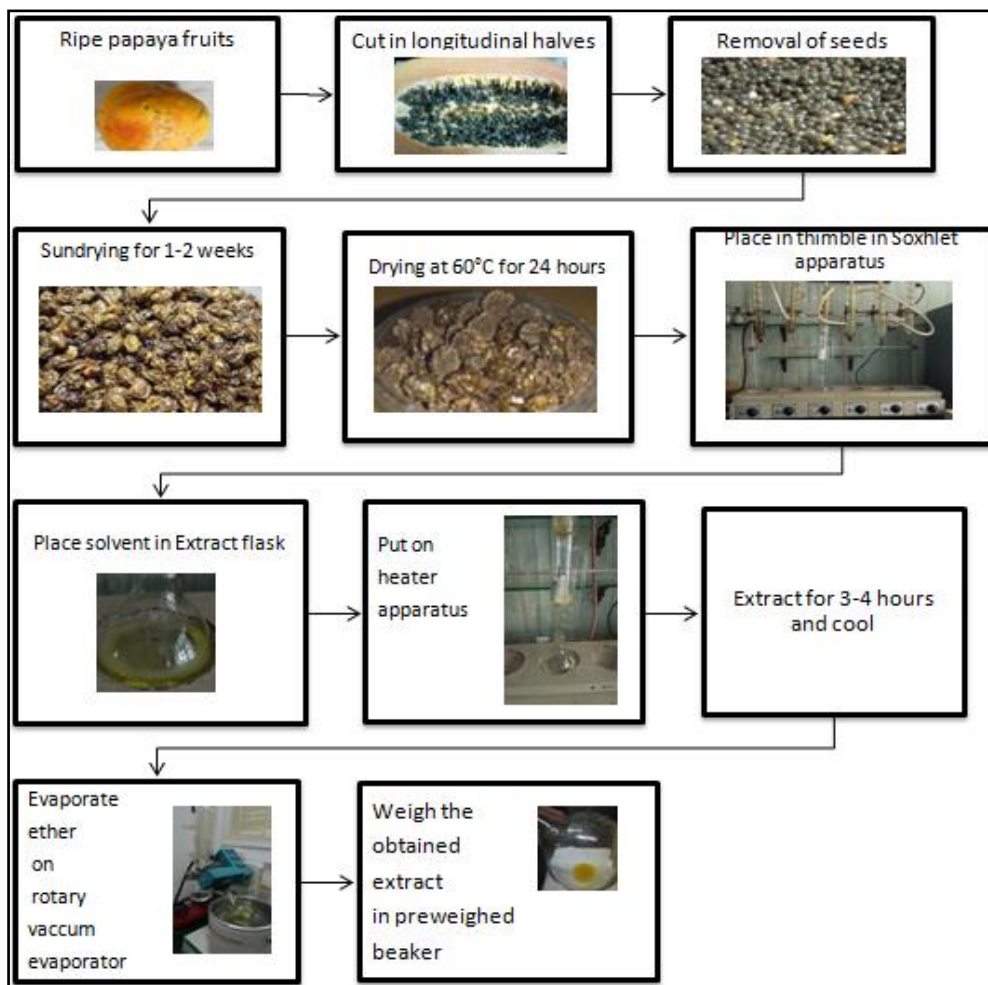 Ripe papaya fruits
Cut in longitudinal halves
Removal of seeds
Sundrying for 1-2 weeks
Drying at 60°C for 24 hours
Place in thimble in Soxhlet
apparatus
Place solvent in Extract flask
Put on
heater
apparatus
Extract for 3-4 hours
and cool
Evaporate
ether
on
rotary
vaccum
evaporator
Weigh the
obtained
extract
in preweighed
beaker